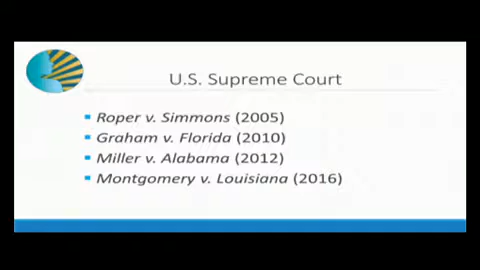 U.S. Supreme Court
Roper v. Simmons (2005)
Graham v. Florida (2010)
Miller v. Alabama (2012)
Montgomery v. Louisiana (2016)